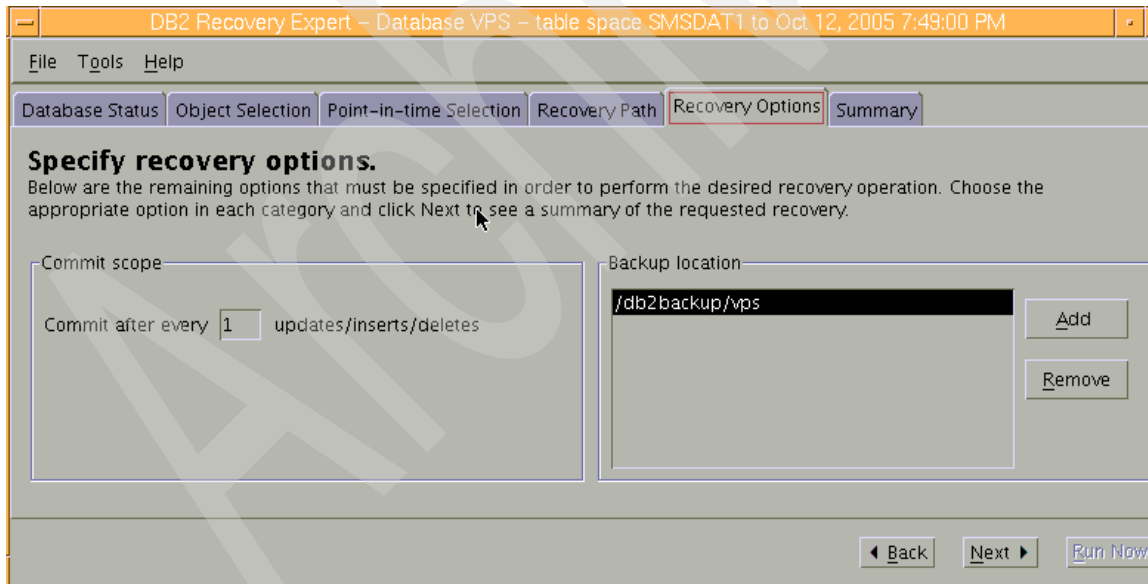 DB2 Recovery Expert – Database VPS – table space SMSDAT1 to Oct 12, 2005 7:49:00 PM
File Tools Help
Database Status Object Selection Point-in-time Selection Recovery Path Recovery Options Summary
Specify recovery options.
Below are the remaining options that must be specified in order to perform the desired recovery operation. Choose the
appropriate option in each category and click Next to see a summary of the requested recovery.
Commit scope
Commit after every 1 updates/inserts/deletes
Backup location
/db2backup/vps
Add
Remove
Back Next Run Now